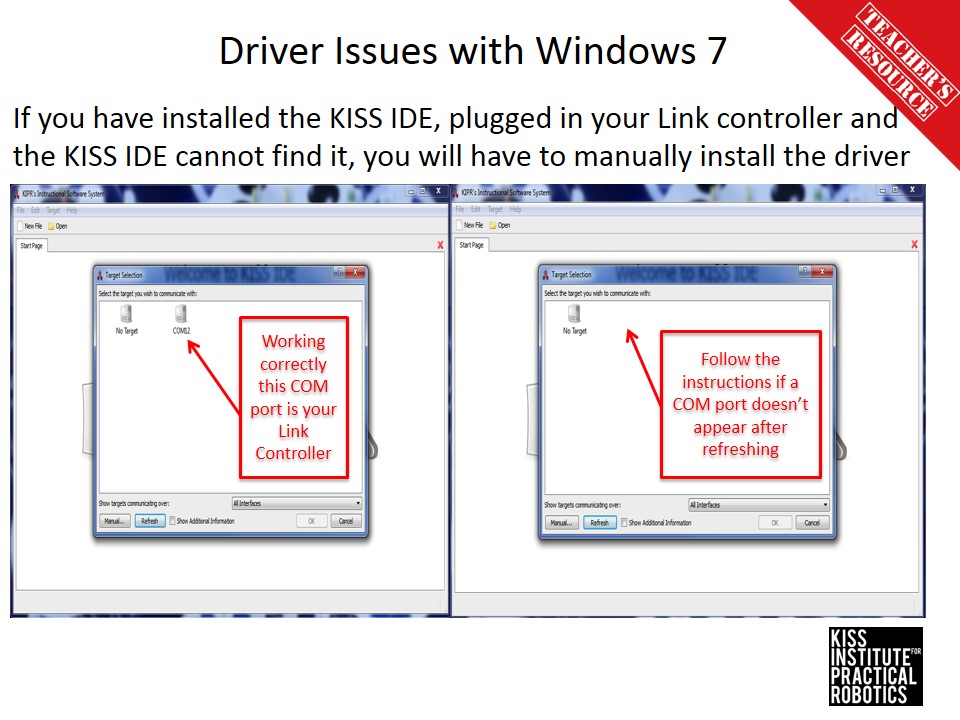 Driver Issues with Windows 7
TEACHER'S
RESOURCE
If you have installed the KISS IDE, plugged in your Link controller and
the KISS IDE cannot find it, you will have to manually install the driver
KIPR's Instructional Software System
File Edit Target Help
New File Open
Start Page
Welcome to KISS IDE
Target Selection
Select the target you wish to communicate with:
No Target
COM12
Working
correctly
this COM
port is your
Link
Controller
Show targets communicating over:
All Interfaces
Manual...
Refresh
Show Additional Information
OK
Cancel
KIPR's Instructional Software System
File Edit Target Help
New File Open
Start Page
Welcome to KISS IDE
Target Selection
Select the target you wish to communicate with:
No Target
Follow the
instructions if a
COM port doesn't
appear after
refreshing
Show targets communicating over:
All Interfaces
Manual...
Refresh
Show Additional Information
OK
Cancel
KISS
INSTITUTE FOR
PRACTICAL
ROBOTICS